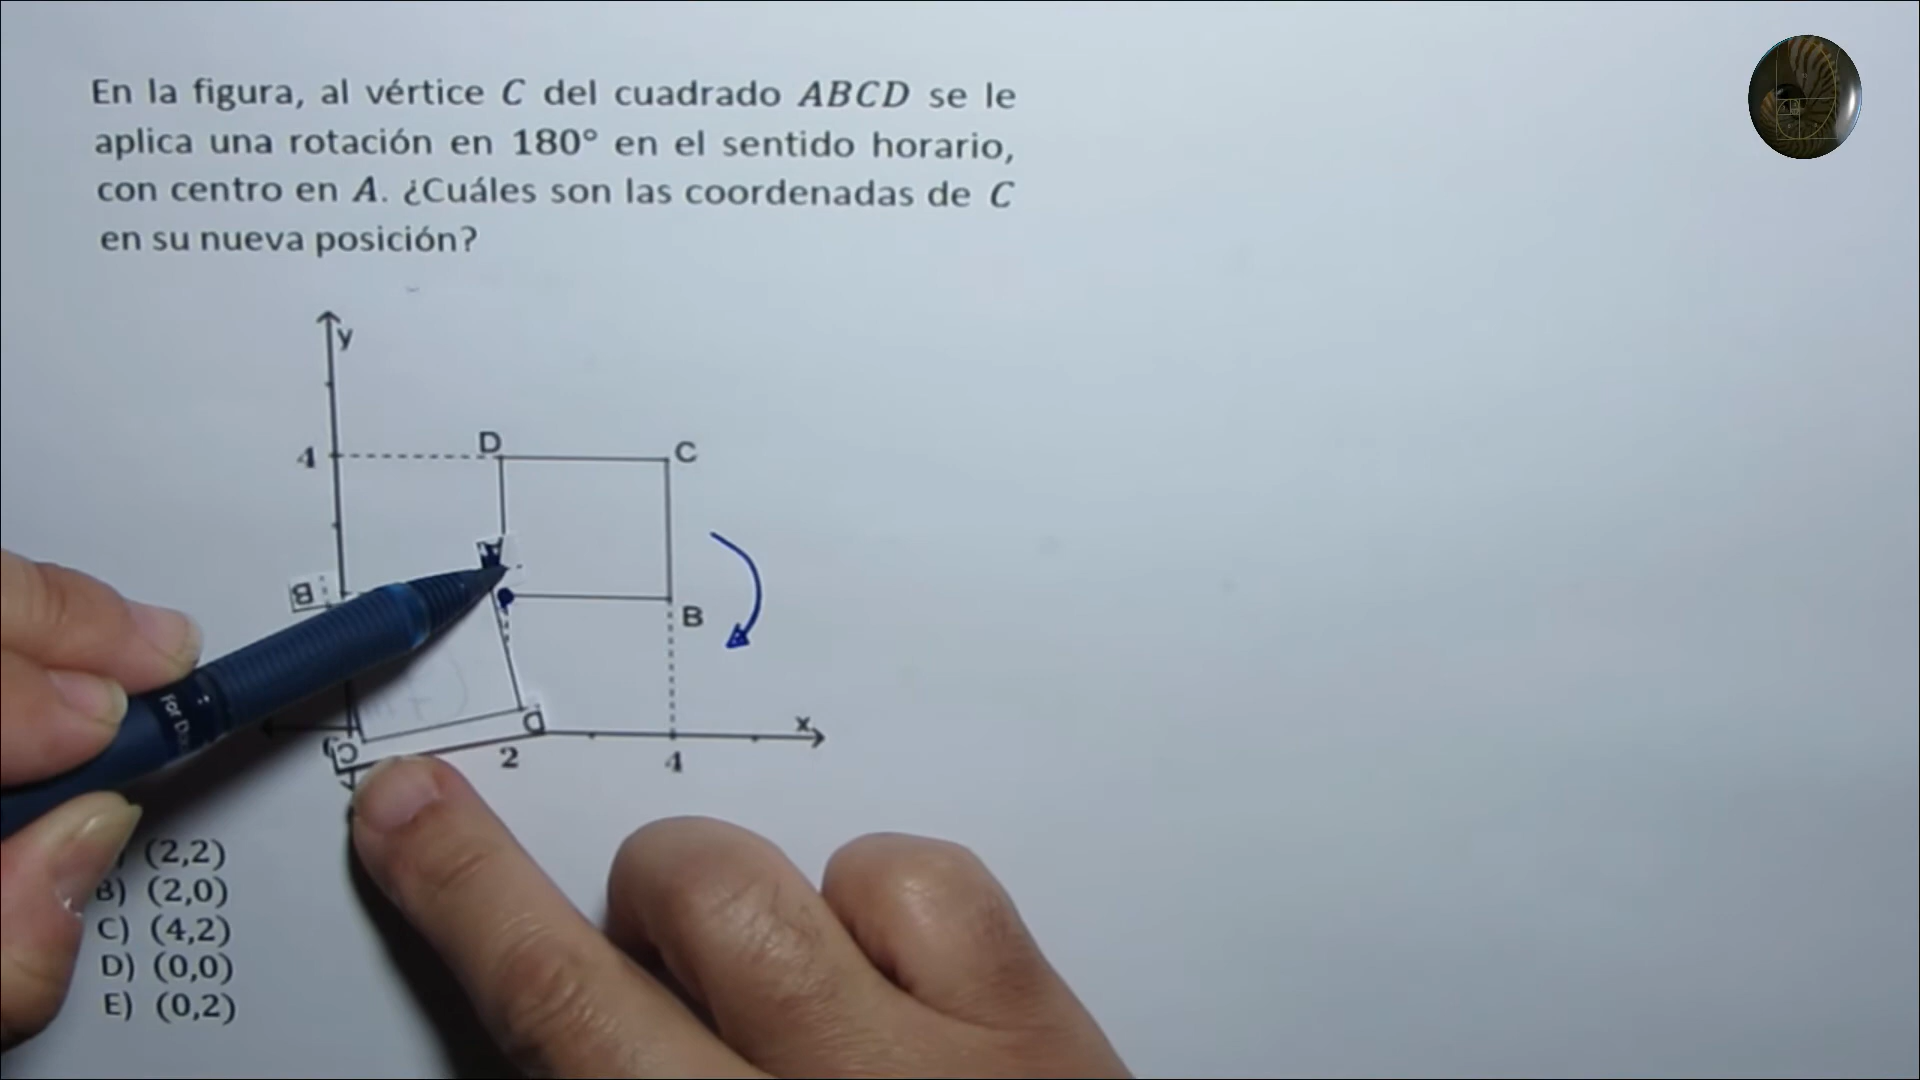 En la figura, al vértice C del cuadrado ABCD se le
aplica una rotación en 180° en el sentido horario,
con centro en A. ¿Cuáles son las coordenadas de C
en su nueva posición?
y
4
D
C
B
B
D
C
x
2
4
(2,2)
B) (2,0)
C) (4,2)
D) (0,0)
E) (0,2)